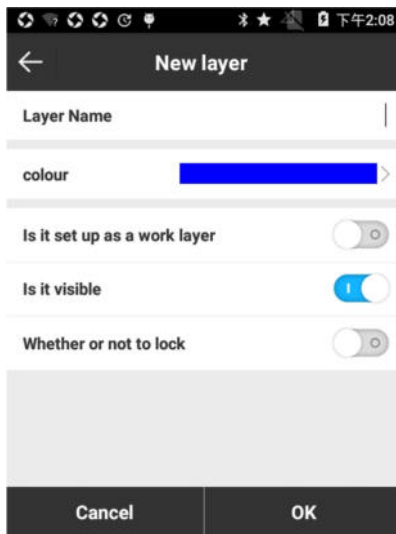 下午2:08
New layer
Layer Name
colour
Is it set up as a work layer
Is it visible
Whether or not to lock
Cancel OK